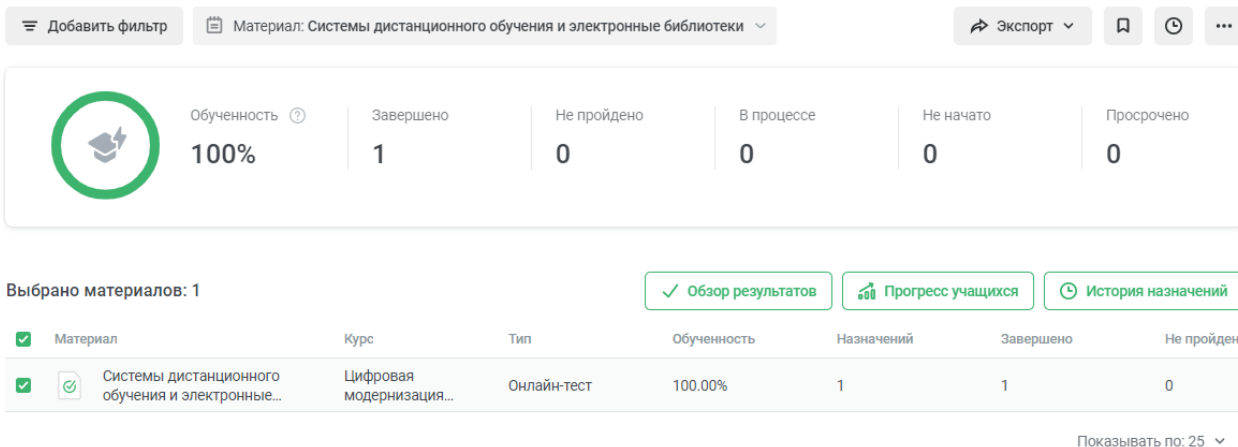 Добавить фильтр
Материал: Системы дистанционного обучения и электронные библиотеки
Экспорт
Обученность
Завершено
Не пройдено
В процессе
Не начато
Просрочено
100%
1
0
0
0
0
Выбрано материалов: 1
Обзор результатов
Прогресс учащихся
История назначений
Материал
Курс
Тип
Обученность
Назначений
Завершено
Не пройден
Системы дистанционного
обучения и электронные...
Цифровая
модернизация...
Онлайн-тест
100.00%
1
1
0
Показывать по: 25